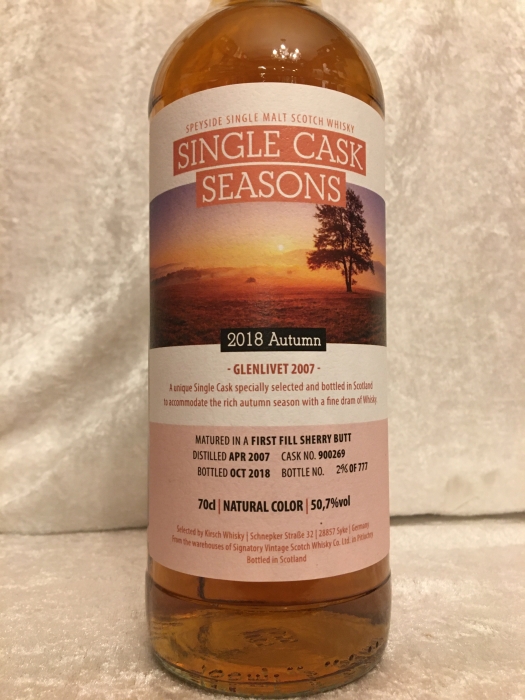 SPEYSIDE SINGLE MALT SCOTCH WHISKY
SINGLE CASK
SEASONS
2018 Autumn
- GLENLIVET 2007 -
A unique Single Cask specially selected and bottled in Scotland
to accommodate the rich autumn season with a fine dram of Whisky.
MATURED IN A FIRST FILL SHERRY BUTT
DISTILLED APR 2007 CASK NO. 900269
BOTTLED OCT 2018 BOTTLE NO. OF 777
70cl | NATURAL COLOR | 50,7%vol
Selected by Kirsch Whisky | Schnepker Straße 32 | 28857 Syke | Germany
From the warehouses of Signatory Vintage Scotch Whisky Co. Ltd. in Pitlochry
Bottled in Scotland